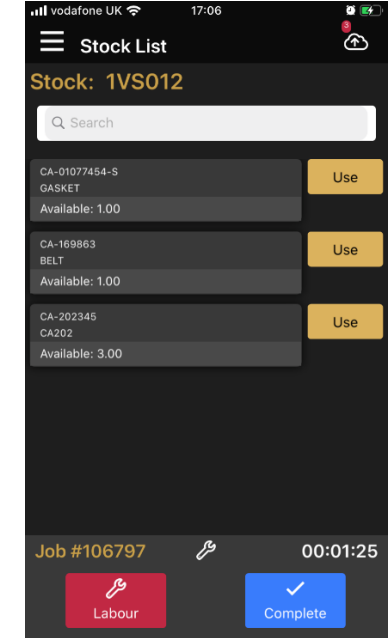 vodafone UK 17:06
3
Stock List
Stock: 1VS012
Search
CA-01077454-S
GASKET
Available: 1.00
Use
CA-169863
BELT
Available: 1.00
Use
CA-202345
CA202
Available: 3.00
Use
Job #106797 00:01:25
Labour
Complete